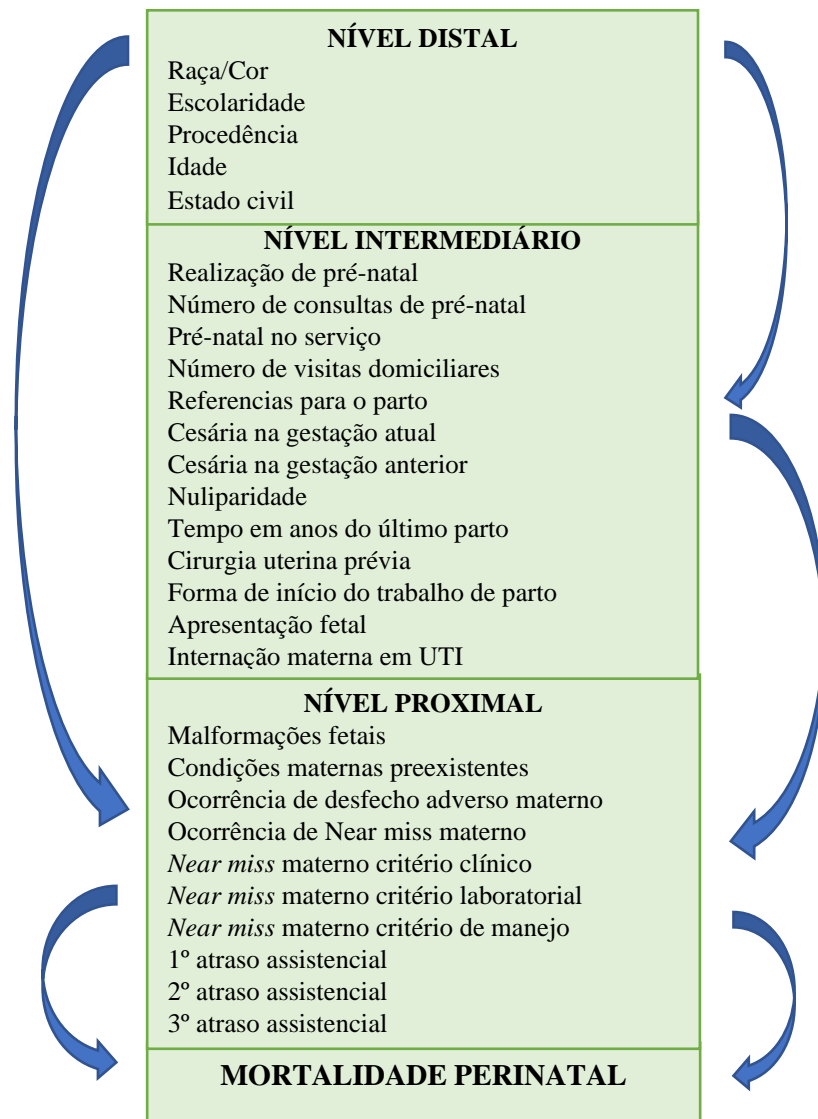 NÍVEL DISTAL
Raça/Cor
Escolaridade
Procedência
Idade
Estado civil
NÍVEL INTERMEDIÁRIO
Realização de pré-natal
Número de consultas de pré-natal
Pré-natal no serviço
Número de visitas domiciliares
Referencias para o parto
Cesária na gestação atual
Cesária na gestação anterior
Nuliparidade
Tempo em anos do último parto
Cirurgia uterina prévia
Forma de início do trabalho de parto
Apresentação fetal
Internação materna em UTI
NÍVEL PROXIMAL
Malformações fetais
Condições maternas preexistentes
Ocorrência de desfecho adverso materno
Ocorrência de Near miss materno
Near miss materno critério clínico
Near miss materno critério laboratorial
Near miss materno critério de manejo
1º atraso assistencial
2º atraso assistencial
3º atraso assistencial
MORTALIDADE PERINATAL